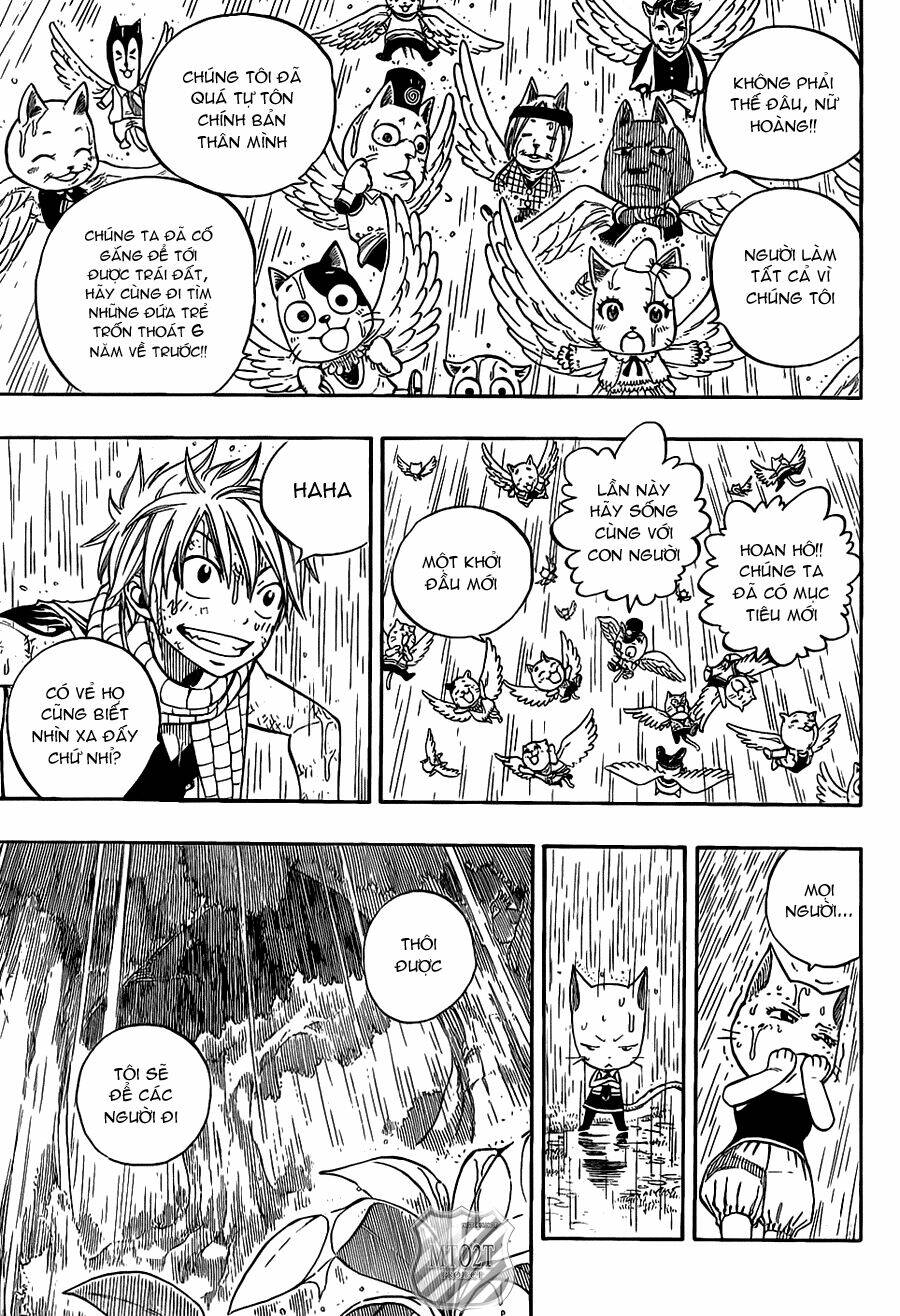 KHÔNG PHẢI
THẾ ĐÂU, NỮ
HOÀNG!!
NGƯỜI LÀM
TẤT CẢ VÌ
CHÚNG TÔI
CHÚNG TÔI ĐÃ
QUÁ TỰ TÔN
CHÍNH BẢN
THÂN MÌNH
CHÚNG TA ĐÃ CỐ
GẮNG ĐỂ TỚI
ĐƯỢC TRÁI ĐẤT,
HÃY CÙNG ĐI TÌM
NHỮNG ĐỨA TRẺ
TRỐN THOÁT 6
NĂM VỀ TRƯỚC!!
HOAN HÔ!!
CHÚNG TA
ĐÃ CÓ MỤC
TIÊU MỚI
LẦN NÀY
HÃY SỐNG
CÙNG VỚI
CON NGƯỜI
MỘT KHỞI
ĐẦU MỚI
HAHA
CÓ VẺ HỌ
CŨNG BIẾT
NHÌN XA ĐẤY
CHỨ NHỈ?
MỌI
NGƯỜI...
THÔI
ĐƯỢC
TÔI SẼ
ĐỂ CÁC
NGƯỜI ĐI
MT02T
PROJECT